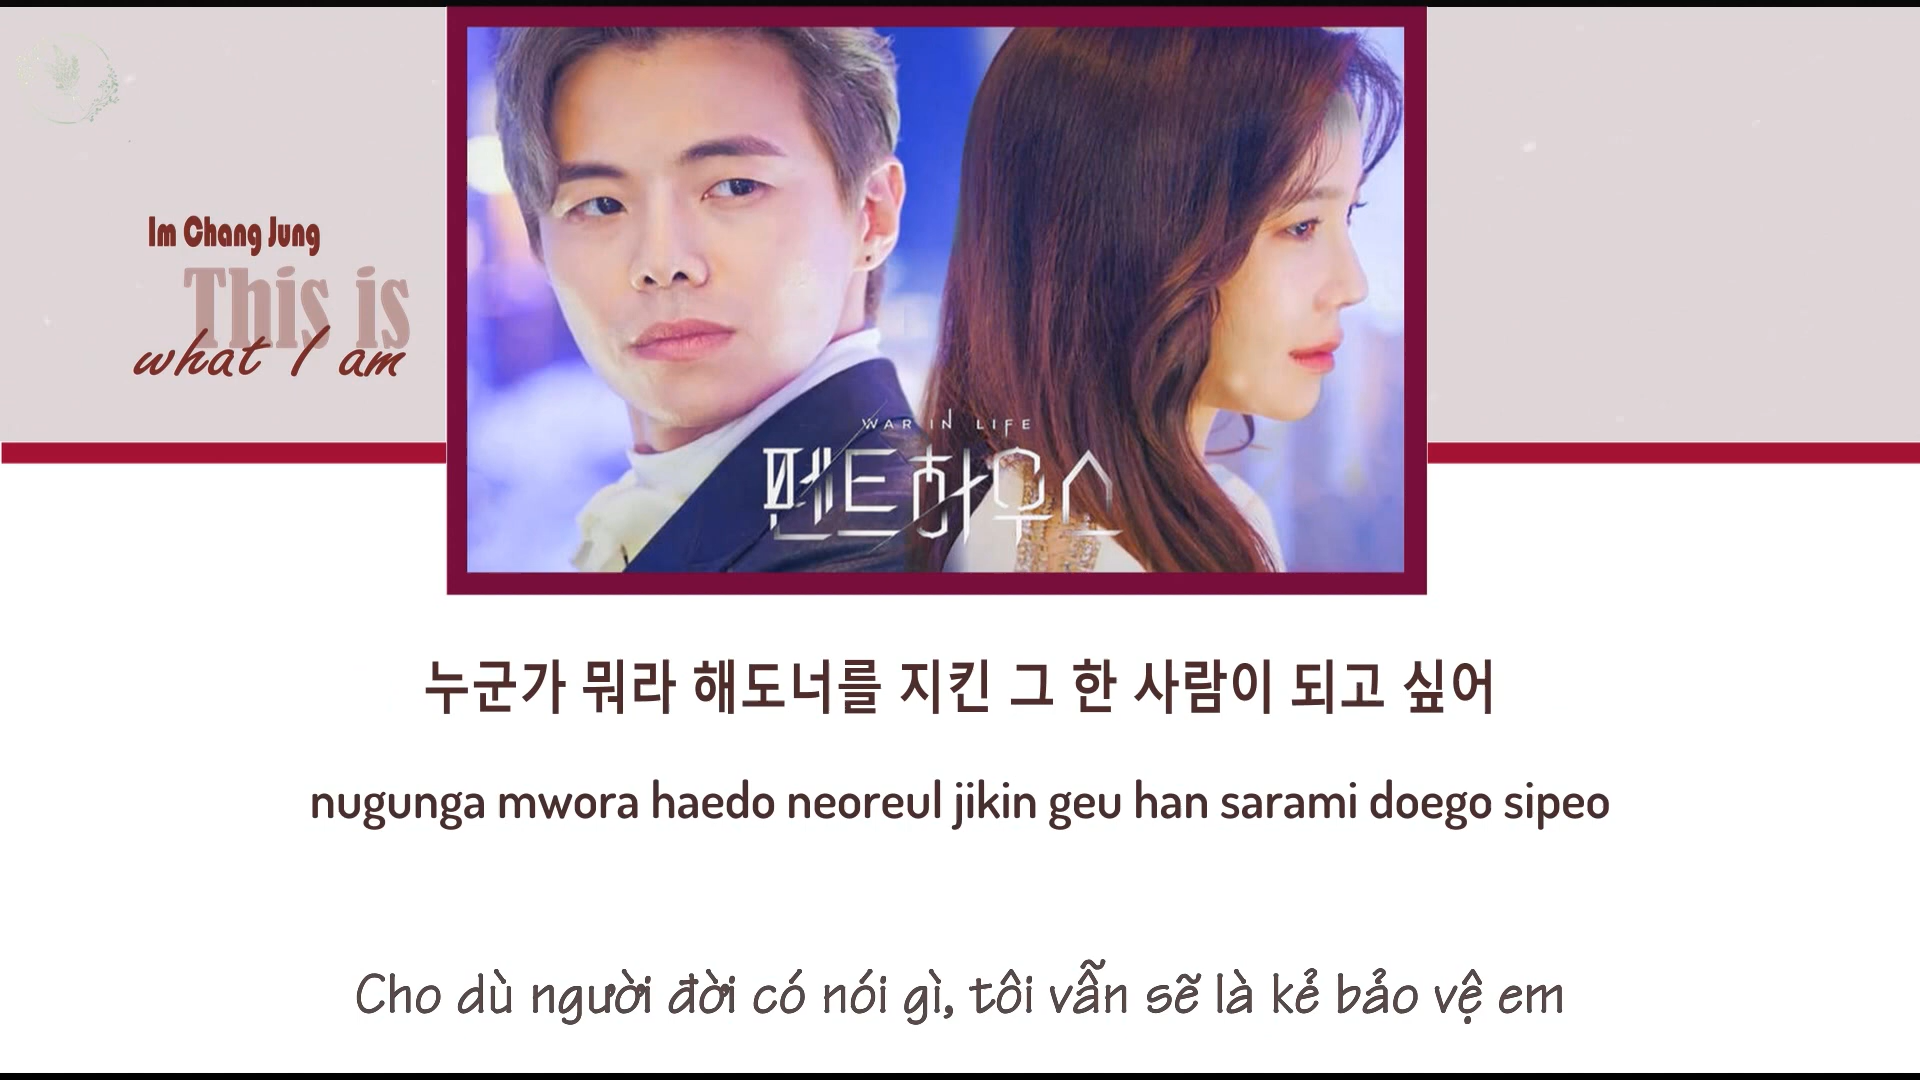 Im Chang Jung
This is
what I am
WAR IN LIFE
펜트하우스
누군가 뭐라 해도너를 지킨 그 한 사람이 되고 싶어
nugunga mwora haedo neoreul jikin geu han sarami doego sipeo
Cho dù người đời có nói gì, tôi vẫn sẽ là kẻ bảo vệ em